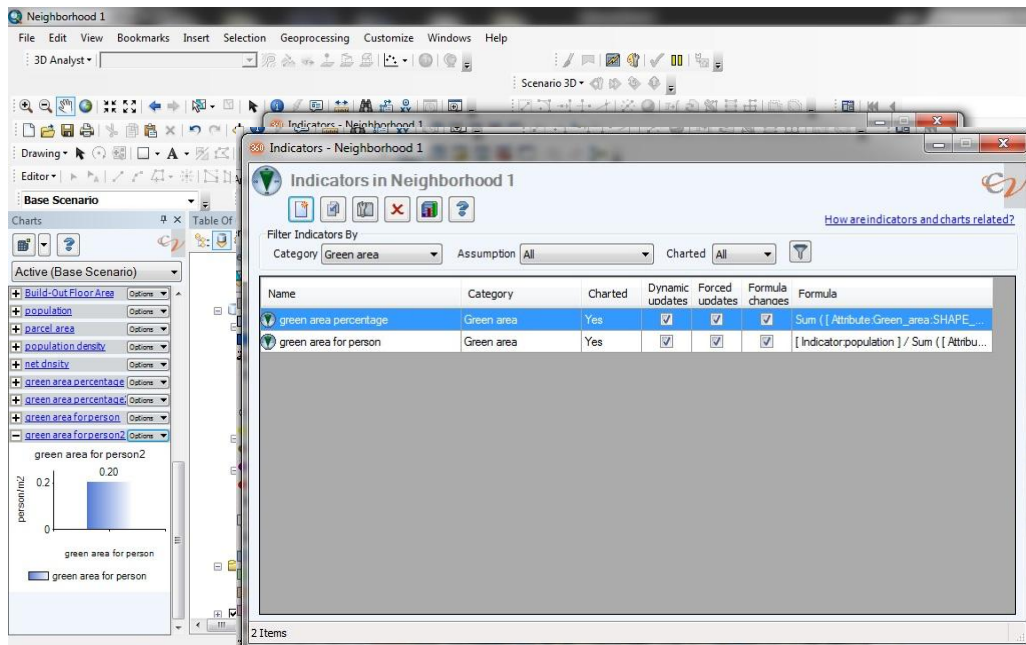 Neighborhood 1
File Edit View Bookmarks Insert Selection Geoprocessing Customize Windows Help
3D Analyst
Scenario 3D
Indicators - Neighborhood 1
Drawing
A
Indicators - Neighborhood 1
Editor
Indicators in Neighborhood 1
Base Scenario
Charts
Table Of
How are indicators and charts related?
Filter Indicators By
Category Green area Assumption All Charted All
Active (Base Scenario)
Build-Out Floor Area Options
population Options
parcel area Options
population density Options
net dnsity Options
green area percentage Options
green area percentage Options
green area for person Options
green area for person2 Options
green area for person2
0.20
0.2
0
person/m2
green area for person
green area for person
Name Category Charted Dynamic updates Forced updates Formula changes Formula
green area percentage Green area Yes Sum ( [ Attribute:Green_area:SHAPE_...
green area for person Green area Yes [ Indicator:population ] / Sum ( [ Attribu...
2 Items